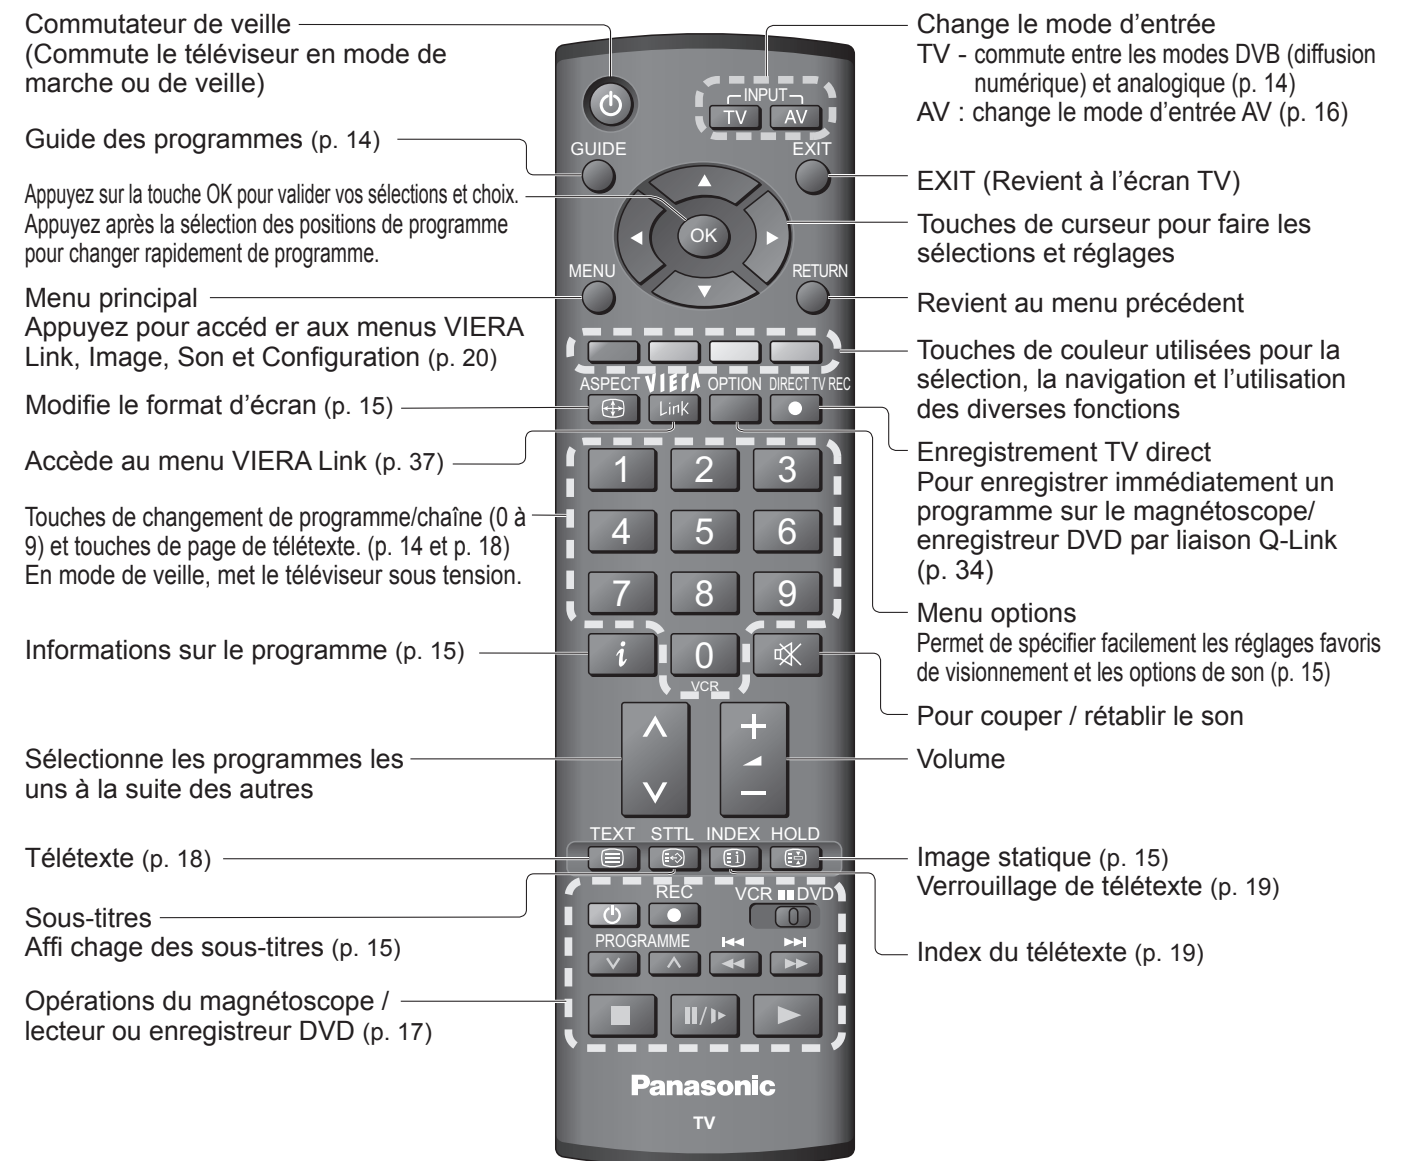 Commutateur de veille
(Commute le téléviseur en mode de
marche ou de veille)
Guide des programmes (p. 14)
Appuyez sur la touche OK pour valider vos sélections et choix.
Appuyez après la sélection des positions de programme
pour changer rapidement de programme.
Menu principal
Appuyez pour accéd er aux menus VIERA
Link, Image, Son et Configuration (p. 20)
Modifie le format d'écran (p. 15)
Accède au menu VIERA Link (p. 37)
Touches de changement de programme/chaîne (0 à
9) et touches de page de télétexte. (p. 14 et p. 18)
En mode de veille, met le téléviseur sous tension.
Informations sur le programme (p. 15)
Sélectionne les programmes les
uns à la suite des autres
Télétexte (p. 18)
Sous-titres
Affi chage des sous-titres (p. 15)
Opérations du magnétoscope /
lecteur ou enregistreur DVD (p. 17)
INPUT
TV AV
GUIDE EXIT
OK
MENU RETURN
ASPECT VIERA OPTION DIRECT TV REC
Link
1 2 3
4 5 6
7 8 9
i 0
VCR
TEXT STTL INDEX HOLD
REC VCR DVD
PROGRAMME
Panasonic
TV
Change le mode d'entrée
TV - commute entre les modes DVB (diffusion
numérique) et analogique (p. 14)
AV : change le mode d'entrée AV (p. 16)
EXIT (Revient à l'écran TV)
Touches de curseur pour faire les
sélections et réglages
Revient au menu précédent
Touches de couleur utilisées pour la
sélection, la navigation et l'utilisation
des diverses fonctions
Enregistrement TV direct
Pour enregistrer immédiatement un
programme sur le magnétoscope/
enregistreur DVD par liaison Q-Link
(p. 34)
Menu options
Permet de spécifier facilement les réglages favoris
de visionnement et les options de son (p. 15)
Pour couper / rétablir le son
Volume
Image statique (p. 15)
Verrouillage de télétexte (p. 19)
Index du télétexte (p. 19)